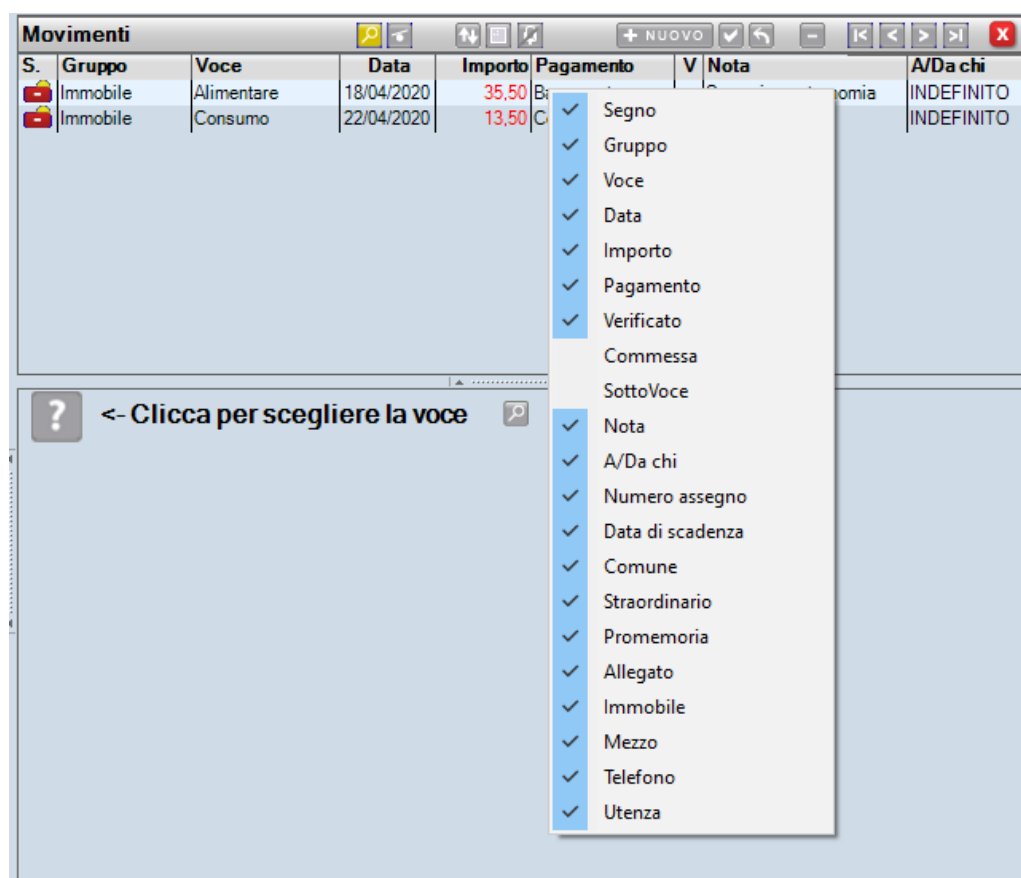 Movimenti
+ NUOVO
S. Gruppo Voce Data Importo Pagamento V Nota A/Da chi
Immobile Alimentare 18/04/2020 35,50 INDEFINITO
Immobile Consumo 22/04/2020 13,50 INDEFINITO
Segno
Gruppo
Voce
Data
Importo
Pagamento
Verificato
Commessa
SottoVoce
Nota
A/Da chi
Numero assegno
Data di scadenza
Comune
Straordinario
Promemoria
Allegato
Immobile
Mezzo
Telefono
Utenza
? <- Clicca per scegliere la voce